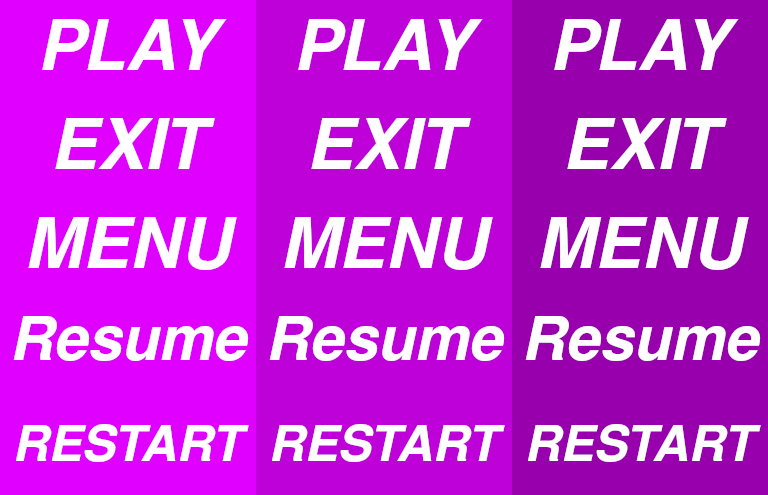 PLAY PLAY PLAY
EXIT EXIT EXIT
MENU MENU MENU
Resume Resume Resume
RESTART RESTART RESTART